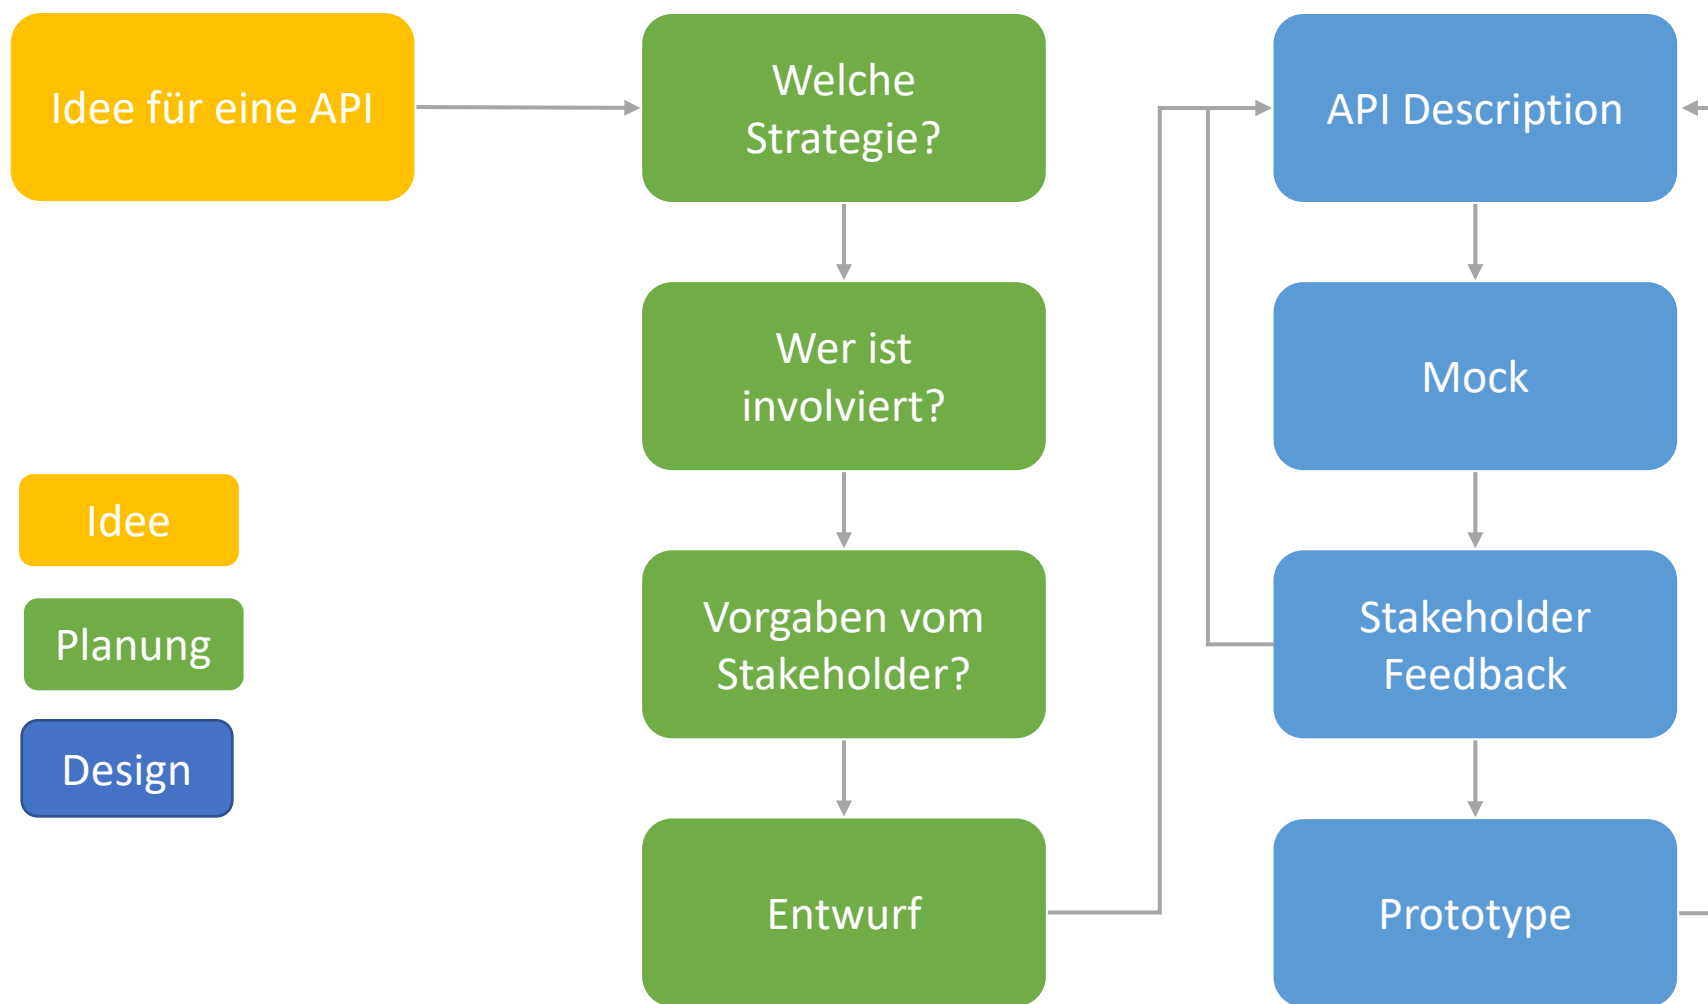 Idee für eine API
Welche
Strategie?
Wer ist
involviert?
Vorgaben vom
Stakeholder?
Entwurf
API Description
Mock
Stakeholder
Feedback
Prototype
Idee
Planung
Design